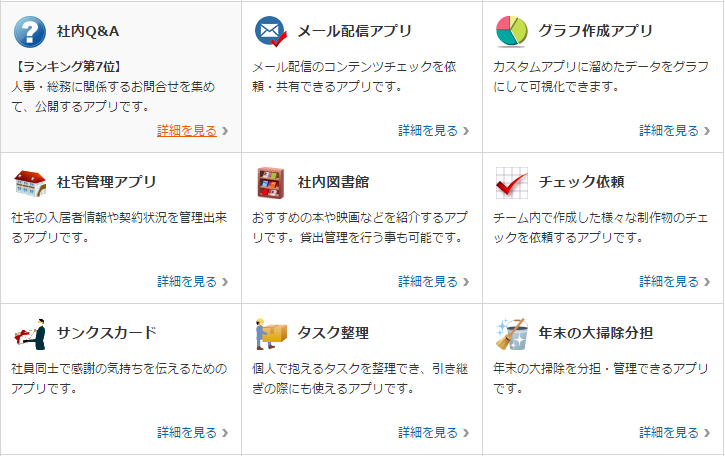 社内Q&A
【ランキング第7位】
人事・総務に関係するお問合せを集め
て、公開するアプリです。
詳細を見る
メール配信アプリ
メール配信のコンテンツチェックを依
頼・共有できるアプリです。
詳細を見る
グラフ作成アプリ
カスタムアプリに溜めたデータをグラフ
にして可視化できます。
詳細を見る
社宅管理アプリ
社宅の入居者情報や契約状況を管理出来
るアプリです。
詳細を見る
社内図書館
おすすめの本や映画などを紹介するアプ
リです。貸出管理を行う事も可能です。
詳細を見る
チェック依頼
チーム内で作成した様々な制作物のチェ
ックを依頼するアプリです。
詳細を見る
サンクスカード
社員同士で感謝の気持ちを伝えるための
アプリです。
詳細を見る
タスク整理
個人で抱えるタスクを整理でき、引き継
ぎの際にも使えるアプリです。
詳細を見る
年末の大掃除分担
年末の大掃除を分担・管理できるアプリ
です。
詳細を見る